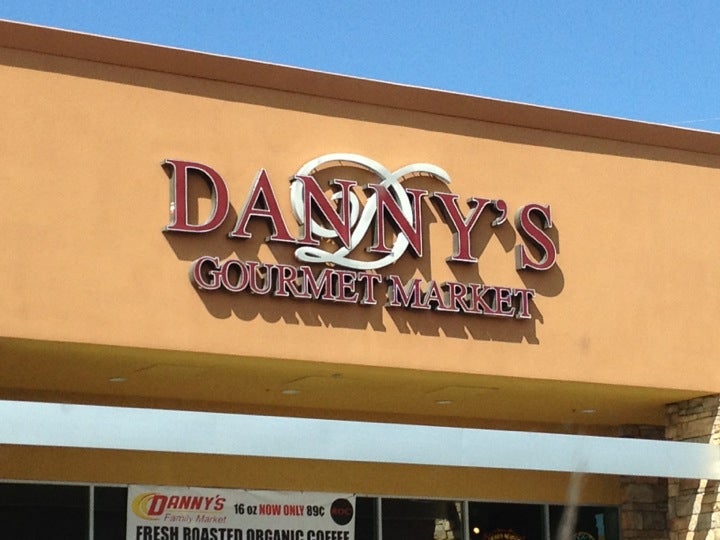 DANNY'S
GOURMET MARKET
DANNY'S
Family Market
16 oz NOW ONLY 89¢
FRESH ROASTED ORGANIC COFFEE